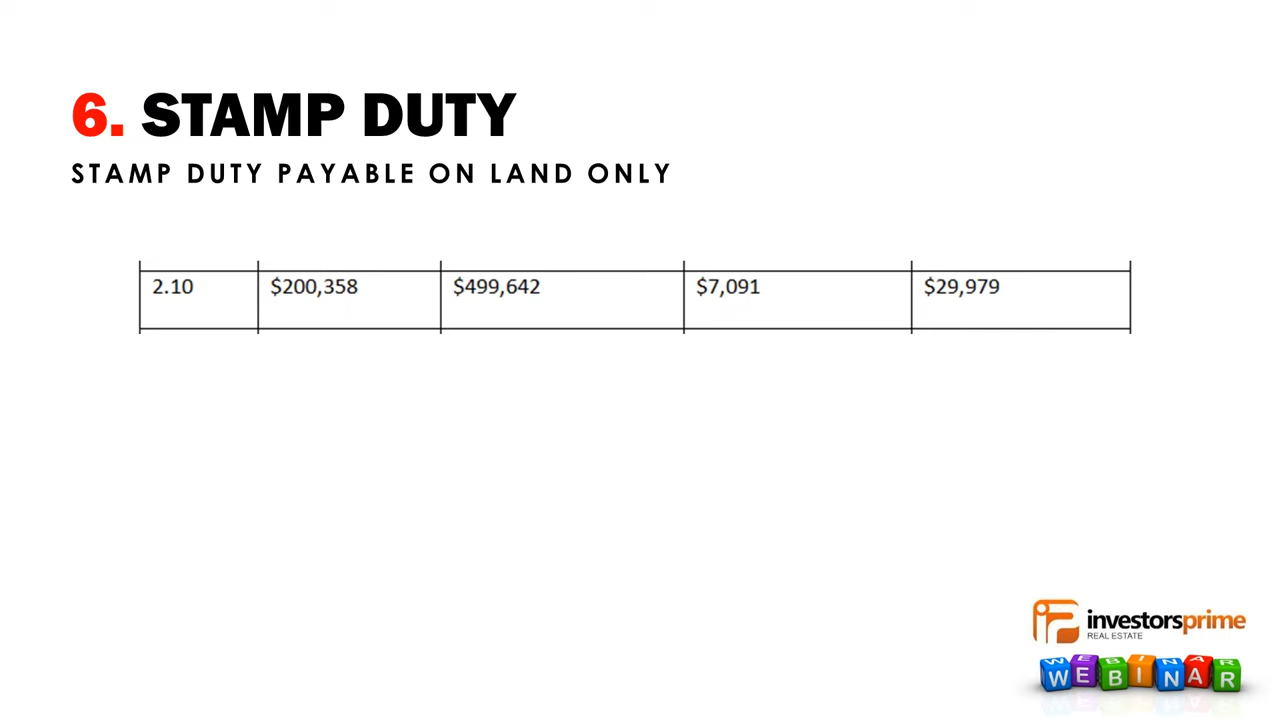 6. STAMP DUTY
STAMP DUTY PAYABLE ON LAND ONLY
2.10 $200,358 $499,642 $7,091 $29,979
investorsprime
REAL ESTATE
WEBINAR
WEBINAR